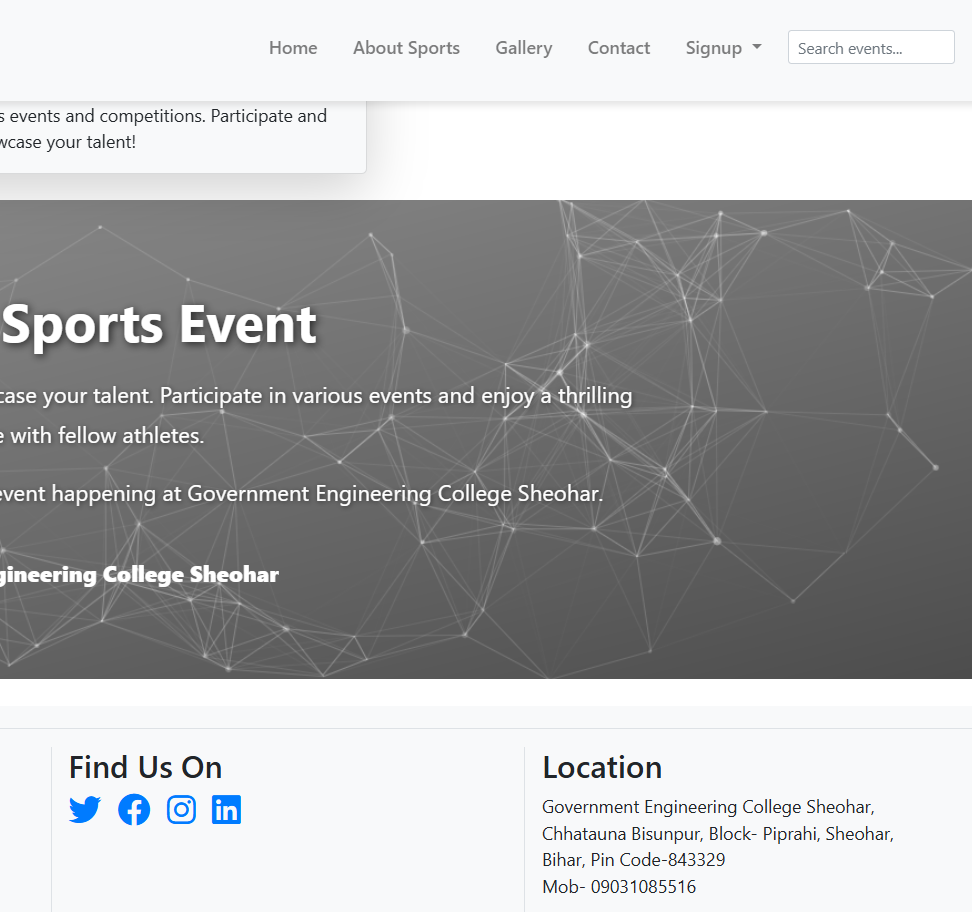 Home About Sports Gallery Contact Signup Search events...
s events and competitions. Participate and
wcase your talent!
Sports Event
case your talent. Participate in various events and enjoy a thrilling
e with fellow athletes.
event happening at Government Engineering College Sheohar.
gineering College Sheohar
Find Us On
Location
Government Engineering College Sheohar,
Chhatauna Bisunpur, Block- Piprahi, Sheohar,
Bihar, Pin Code-843329
Mob- 09031085516